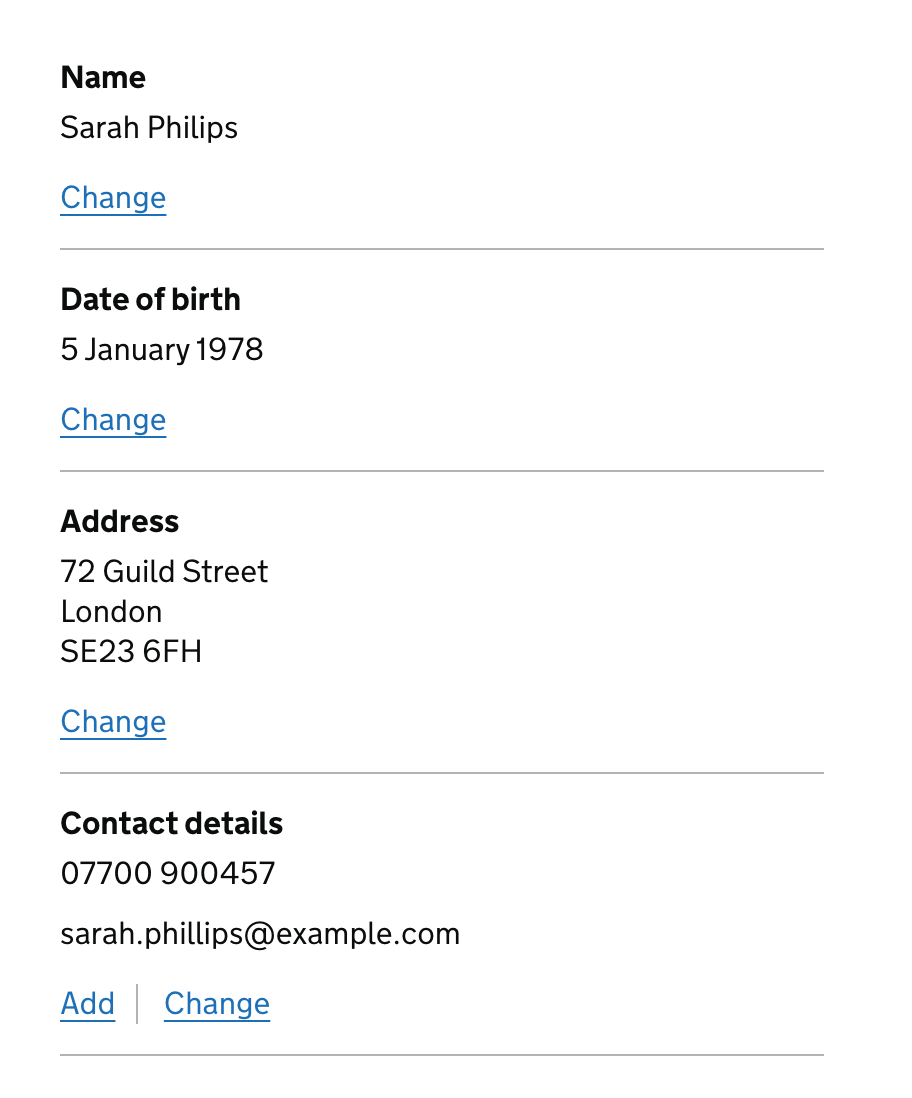 Name
Sarah Philips
Change
Date of birth
5 January 1978
Change
Address
72 Guild Street
London
SE23 6FH
Change
Contact details
07700 900457
sarah.phillips@example.com
Add Change